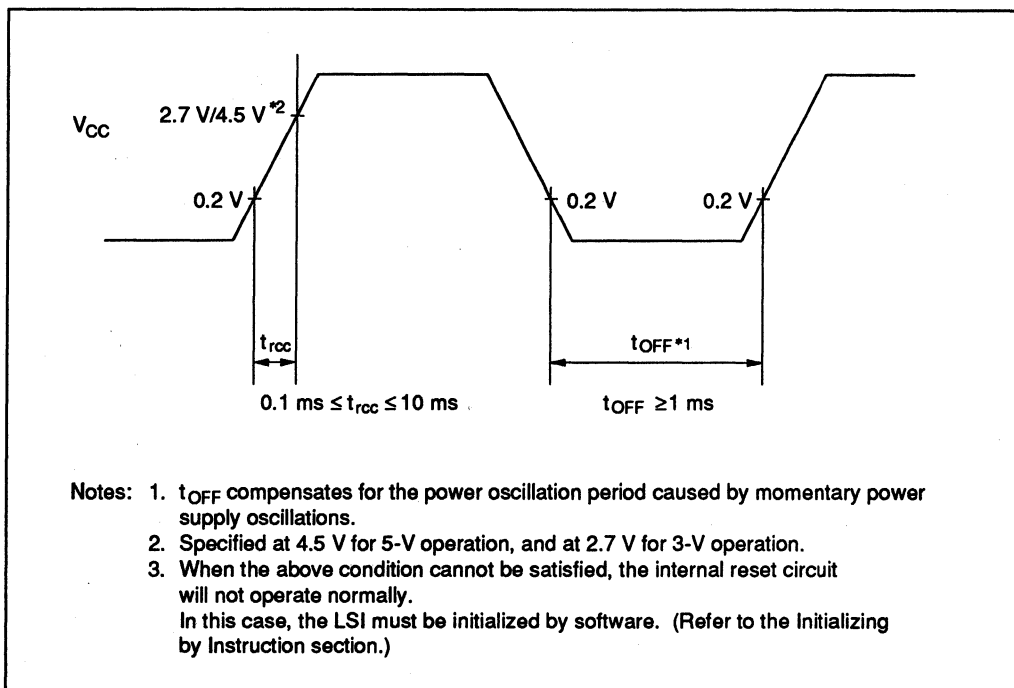 2.7 V/4.5 V*2
VCC
0.2 V
0.2 V
0.2 V
trcc
tOFF*1
0.1 ms ≤ trcc ≤ 10 ms
tOFF ≥1 ms
Notes: 1. tOFF compensates for the power oscillation period caused by momentary power
supply oscillations.
2. Specified at 4.5 V for 5-V operation, and at 2.7 V for 3-V operation.
3. When the above condition cannot be satisfied, the internal reset circuit
will not operate normally.
In this case, the LSI must be initialized by software. (Refer to the Initializing
by Instruction section.)